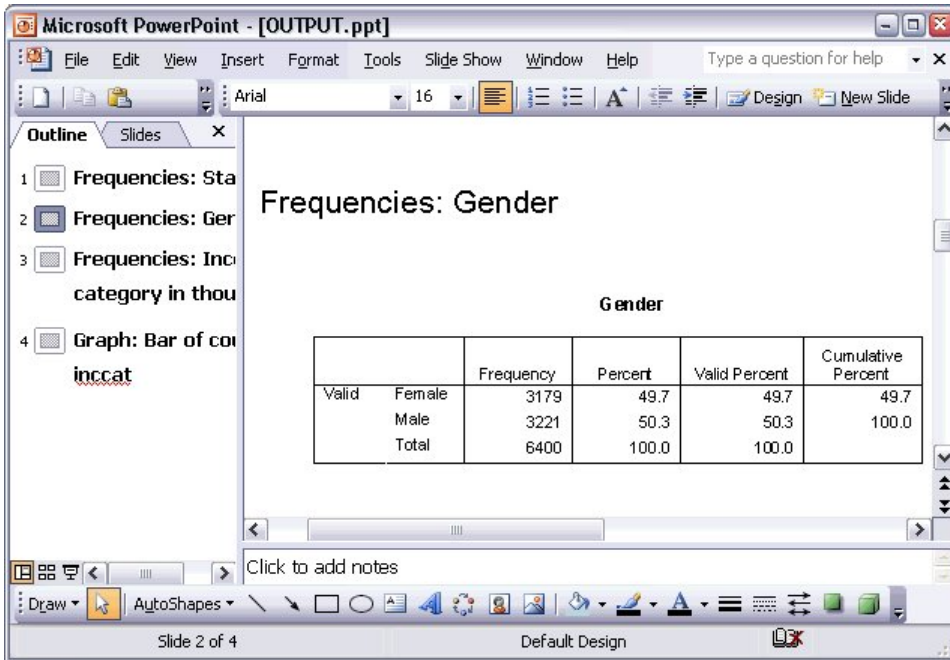 Microsoft PowerPoint - [OUTPUT.ppt]
File Edit View Insert Format Tools Slide Show Window Help Type a question for help
Arial 16 A Design New Slide
Outline Slides
1 Frequencies: Sta
2 Frequencies: Ger
3 Frequencies: Inc
category in thou
4 Graph: Bar of cou
inccat
Frequencies: Gender
Gender
Frequency Percent Valid Percent Cumulative Percent
Valid Female 3179 49.7 49.7 49.7
Male 3221 50.3 50.3 100.0
Total 6400 100.0 100.0
Click to add notes
Draw AutoShapes A
Slide 2 of 4 Default Design